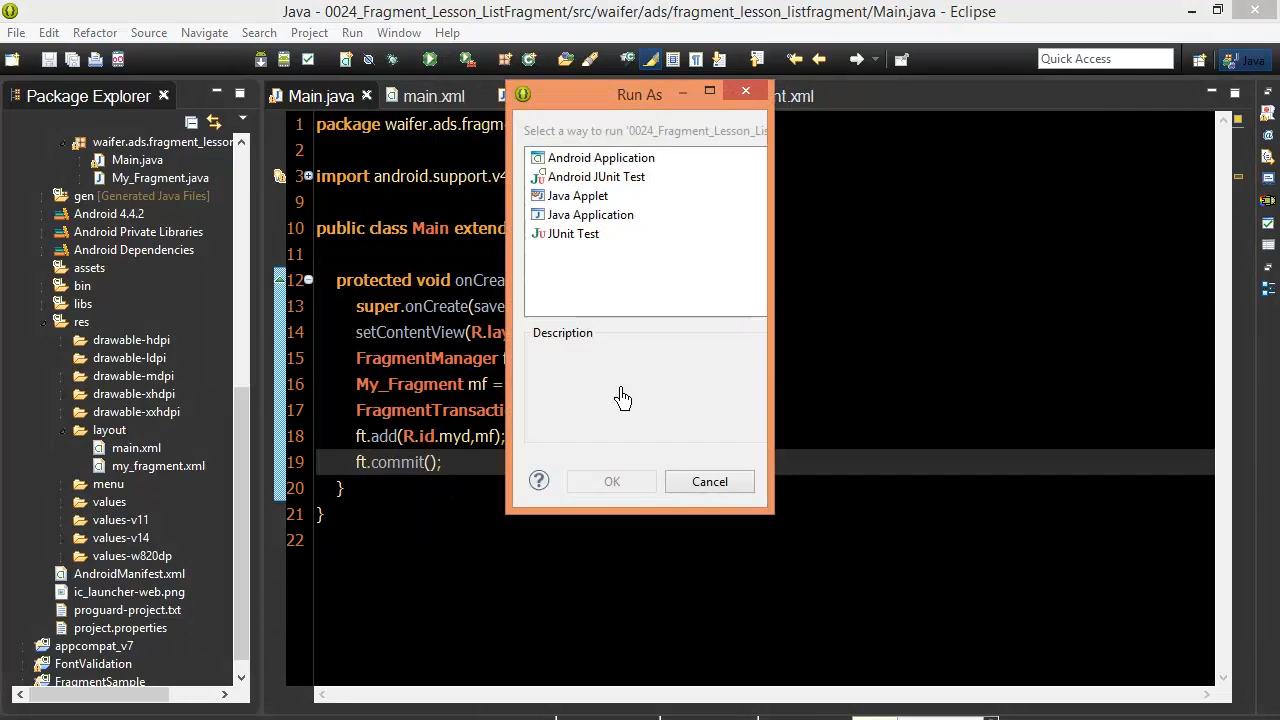 Java - 0024_Fragment_Lesson_ListFragment/src/waifer/ads/fragment_lesson_listfragment/Main.java - Eclipse
File Edit Refactor Source Navigate Search Project Run Window Help
Quick Access
Java
Package Explorer
Main.java
main.xml
nt.xml
waifer.ads.fragment_lesson
Main.java
My_Fragment.java
gen [Generated Java Files]
Android 4.4.2
Android Private Libraries
Android Dependencies
assets
bin
libs
res
drawable-hdpi
drawable-ldpi
drawable-mdpi
drawable-xhdpi
drawable-xxhdpi
layout
main.xml
my_fragment.xml
menu
values
values-v11
values-v14
values-w820dp
AndroidManifest.xml
ic_launcher-web.png
proguard-project.txt
project.properties
appcompat_v7
FontValidation
FragmentSample
1 package waifer.ads.fragm
2
3 import android.support.v4
9
10 public class Main extend
11
12 protected void onCrea
13 super.onCreate(save
14 setContentView(R.lay
15 FragmentManager f
16 My_Fragment mf =
17 FragmentTransactio
18 ft.add(R.id.myd,mf);
19 ft.commit();
20 }
21 }
22
Run As
Select a way to run '0024_Fragment_Lesson_Lis
Android Application
Android JUnit Test
Java Applet
Java Application
JUnit Test
Description
OK
Cancel